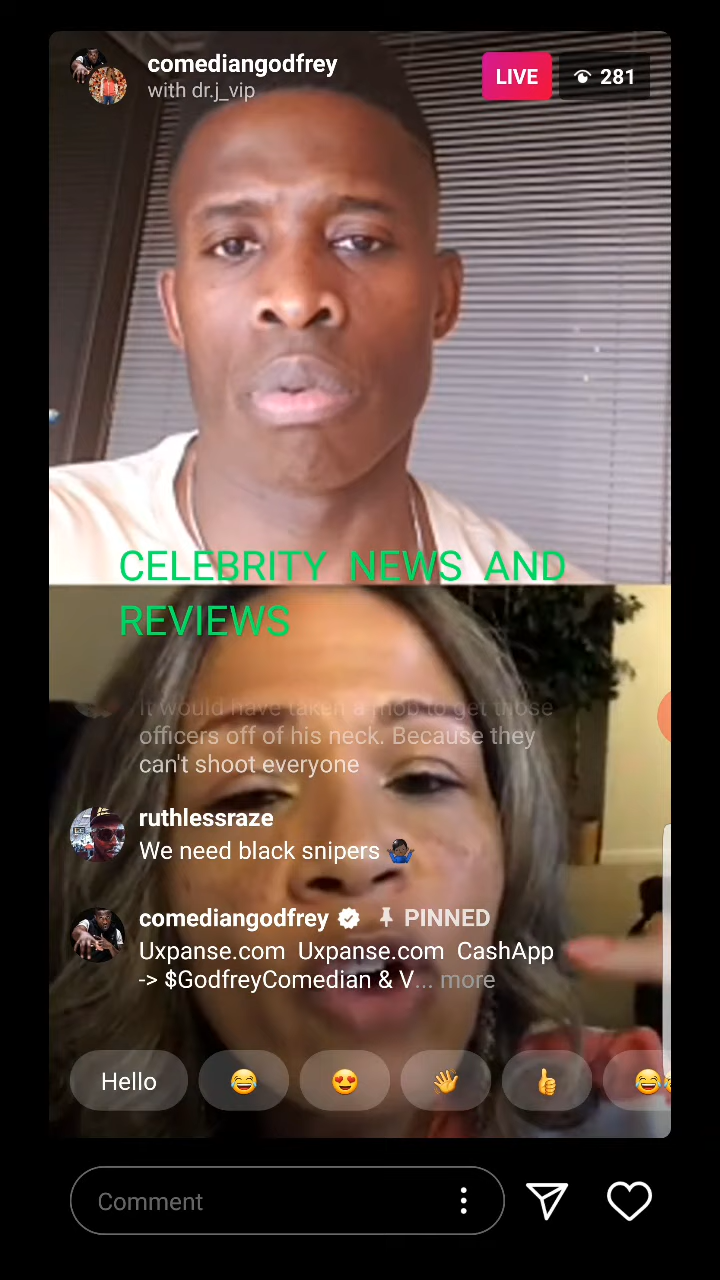 comediangodfrey
with dr.j_vip
LIVE
281
CELEBRITY NEWS AND
REVIEWS
It would have taken a mob to get those
officers off of his neck. Because they
can't shoot everyone
ruthlessraze
We need black snipers 🤷🏿‍♂️
comediangodfrey PINNED
Uxpanse.com Uxpanse.com CashApp
-> $GodfreyComedian & V... more
Hello 😂 😍 👋 👍 😂
Comment